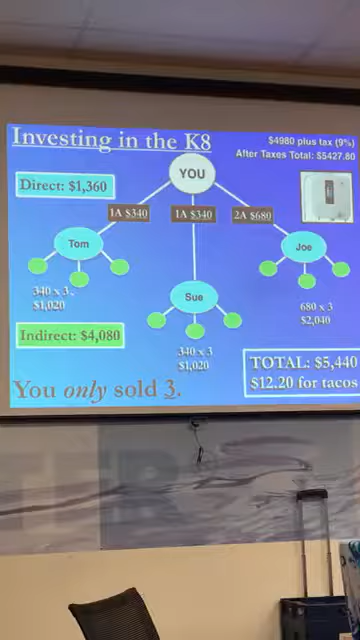 Investing in the K8
$4980 plus tax (9%)
After Taxes Total: $5427.80
YOU
Direct: $1,360
1A $340
1A $340
2A $680
Tom
Joe
340 x 3
$1,020
Sue
680 x 3
$2,040
Indirect: $4,080
340 x 3
$1,020
TOTAL: $5,440
$12.20 for tacos
You only sold 3.